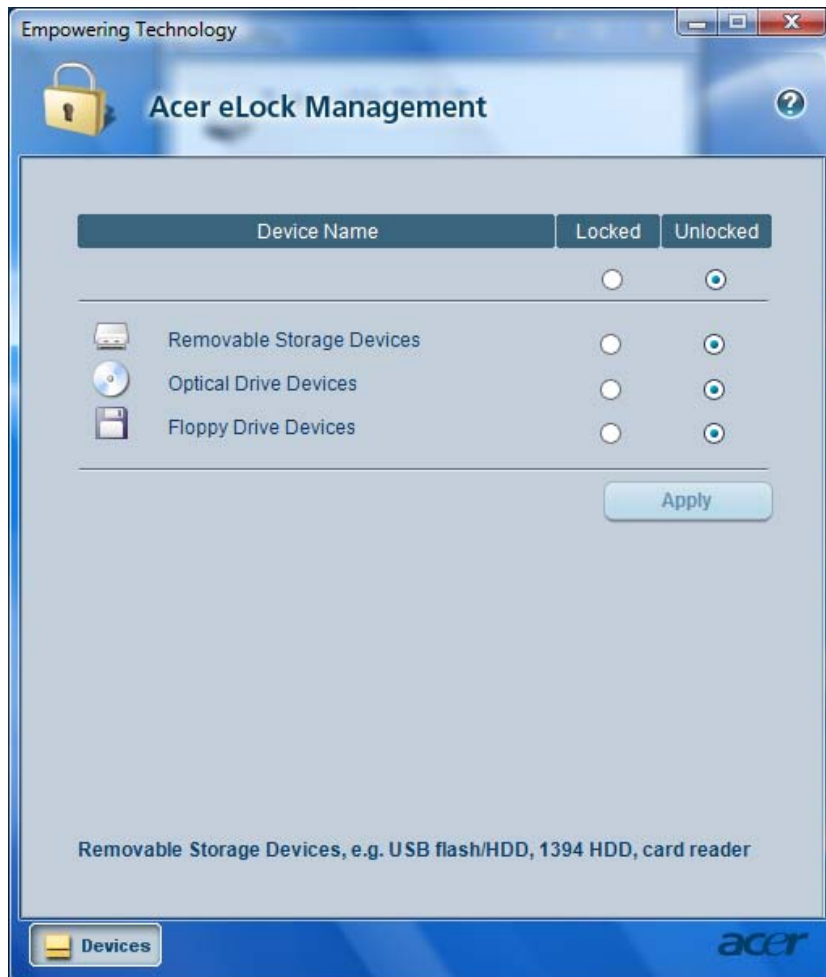 Empowering Technology
Acer eLock Management
?
Device Name Locked Unlocked
Removable Storage Devices
Optical Drive Devices
Floppy Drive Devices
Apply
Removable Storage Devices, e.g. USB flash/HDD, 1394 HDD, card reader
Devices
acer